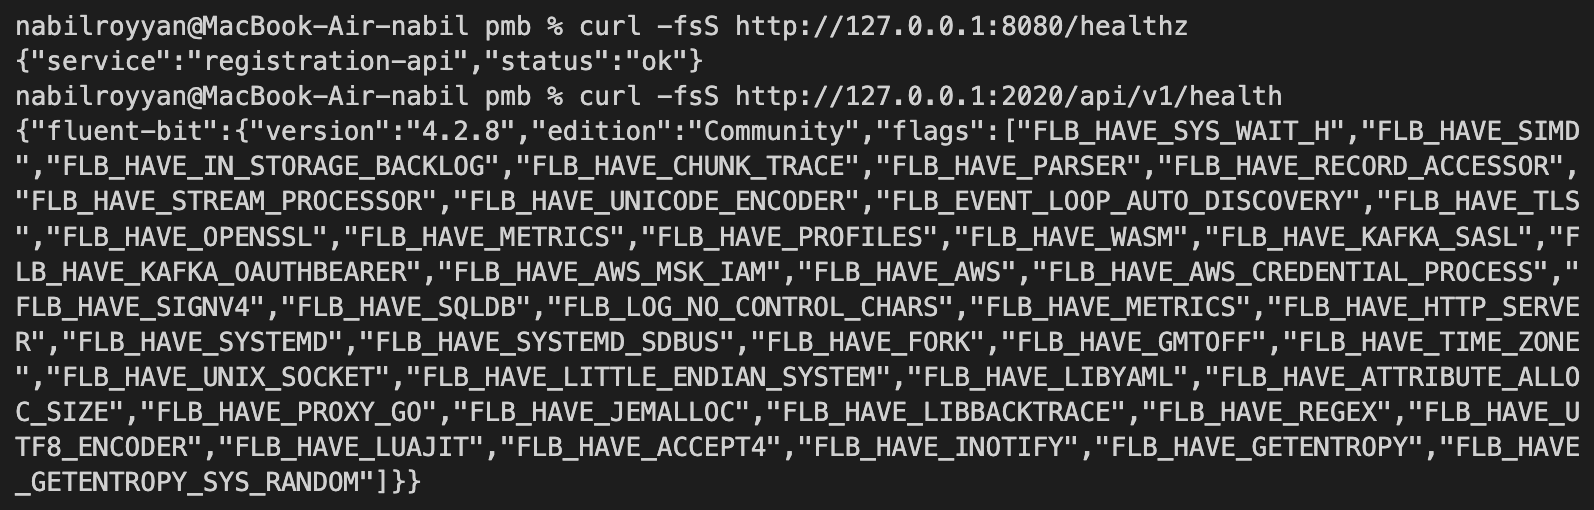 nabilroyyan@MacBook-Air-nabil pmb % curl -fsS http://127.0.0.1:8080/healthz
{"service":"registration-api","status":"ok"}
nabilroyyan@MacBook-Air-nabil pmb % curl -fsS http://127.0.0.1:2020/api/v1/health
{"fluent-bit":{"version":"4.2.8","edition":"Community","flags":["FLB_HAVE_SYS_WAIT_H","FLB_HAVE_SIMD
","FLB_HAVE_IN_STORAGE_BACKLOG","FLB_HAVE_CHUNK_TRACE","FLB_HAVE_PARSER","FLB_HAVE_RECORD_ACCESSOR",
"FLB_HAVE_STREAM_PROCESSOR","FLB_HAVE_UNICODE_ENCODER","FLB_EVENT_LOOP_AUTO_DISCOVERY","FLB_HAVE_TLS
","FLB_HAVE_OPENSSL","FLB_HAVE_METRICS","FLB_HAVE_PROFILES","FLB_HAVE_WASM","FLB_HAVE_KAFKA_SASL","F
LB_HAVE_KAFKA_OAUTHBEARER","FLB_HAVE_AWS_MSK_IAM","FLB_HAVE_AWS","FLB_HAVE_AWS_CREDENTIAL_PROCESS","
FLB_HAVE_SIGNV4","FLB_HAVE_SQLDB","FLB_LOG_NO_CONTROL_CHARS","FLB_HAVE_METRICS","FLB_HAVE_HTTP_SERVE
R","FLB_HAVE_SYSTEMD","FLB_HAVE_SYSTEMD_SDBUS","FLB_HAVE_FORK","FLB_HAVE_GMTOFF","FLB_HAVE_TIME_ZONE
","FLB_HAVE_UNIX_SOCKET","FLB_HAVE_LITTLE_ENDIAN_SYSTEM","FLB_HAVE_LIBYAML","FLB_HAVE_ATTRIBUTE_ALLO
C_SIZE","FLB_HAVE_PROXY_GO","FLB_HAVE_JEMALLOC","FLB_HAVE_LIBBACKTRACE","FLB_HAVE_REGEX","FLB_HAVE_U
TF8_ENCODER","FLB_HAVE_LUAJIT","FLB_HAVE_ACCEPT4","FLB_HAVE_INOTIFY","FLB_HAVE_GETENTROPY","FLB_HAVE
_GETENTROPY_SYS_RANDOM"]}}